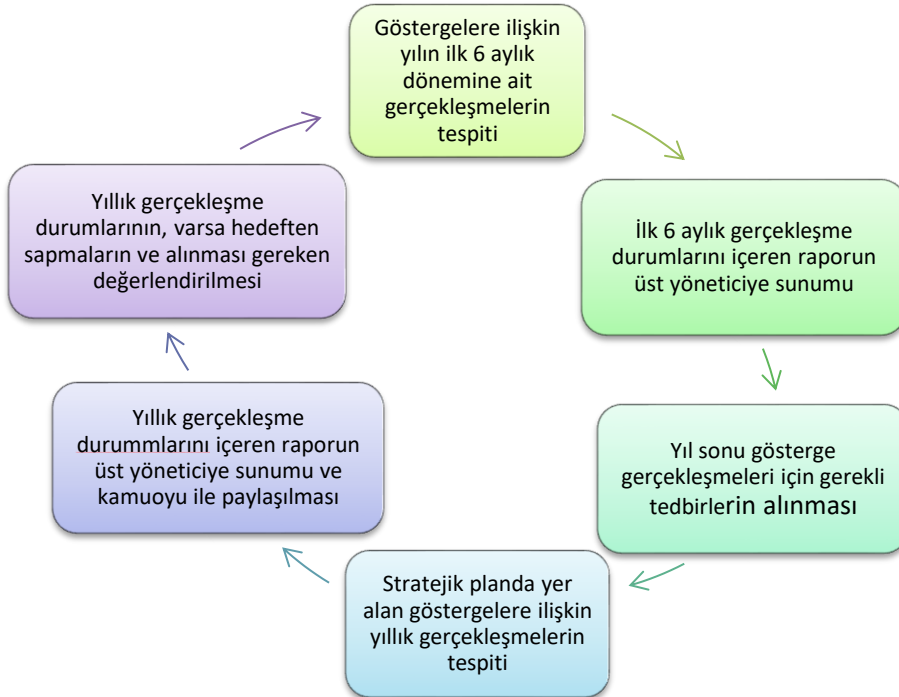 Göstergelere ilişkin
yılın ilk 6 aylık
dönemine ait
gerçekleşmelerin
tespiti
İlk 6 aylık gerçekleşme
durumlarını içeren raporun
üst yöneticiye sunumu
Yıl sonu gösterge
gerçekleşmeleri için gerekli
tedbirlerin alınması
Stratejik planda yer
alan göstergelere ilişkin
yıllık gerçekleşmelerin
tespiti
Yıllık gerçekleşme
durummlarını içeren raporun
üst yöneticiye sunumu ve
kamuoyu ile paylaşılması
Yıllık gerçekleşme
durumlarının, varsa hedeften
sapmaların ve alınması gereken
değerlendirilmesi